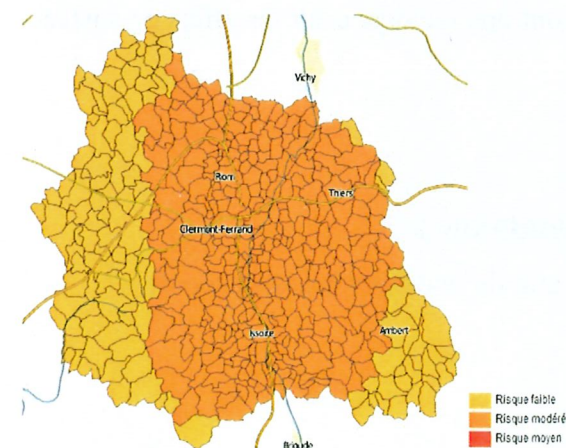 Vichy
Riom
Thiers
Clermont-Ferrand
Issoire
Ambert
Brioude
Risque faible
Risque modéré
Risque moyen